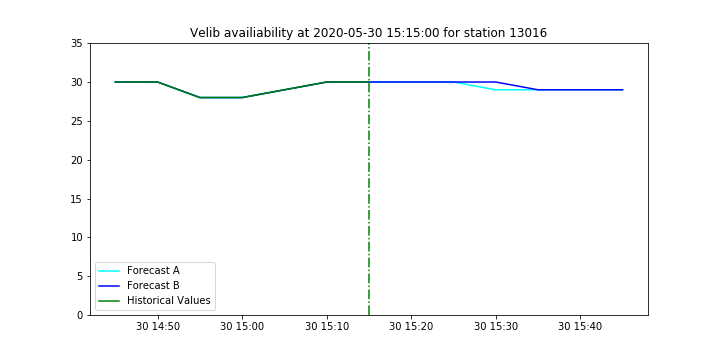 Velib availiability at 2020-05-30 15:15:00 for station 13016
35
30
25
20
15
10
5
0
Forecast A
Forecast B
Historical Values
30 14:50 30 15:00 30 15:10 30 15:20 30 15:30 30 15:40